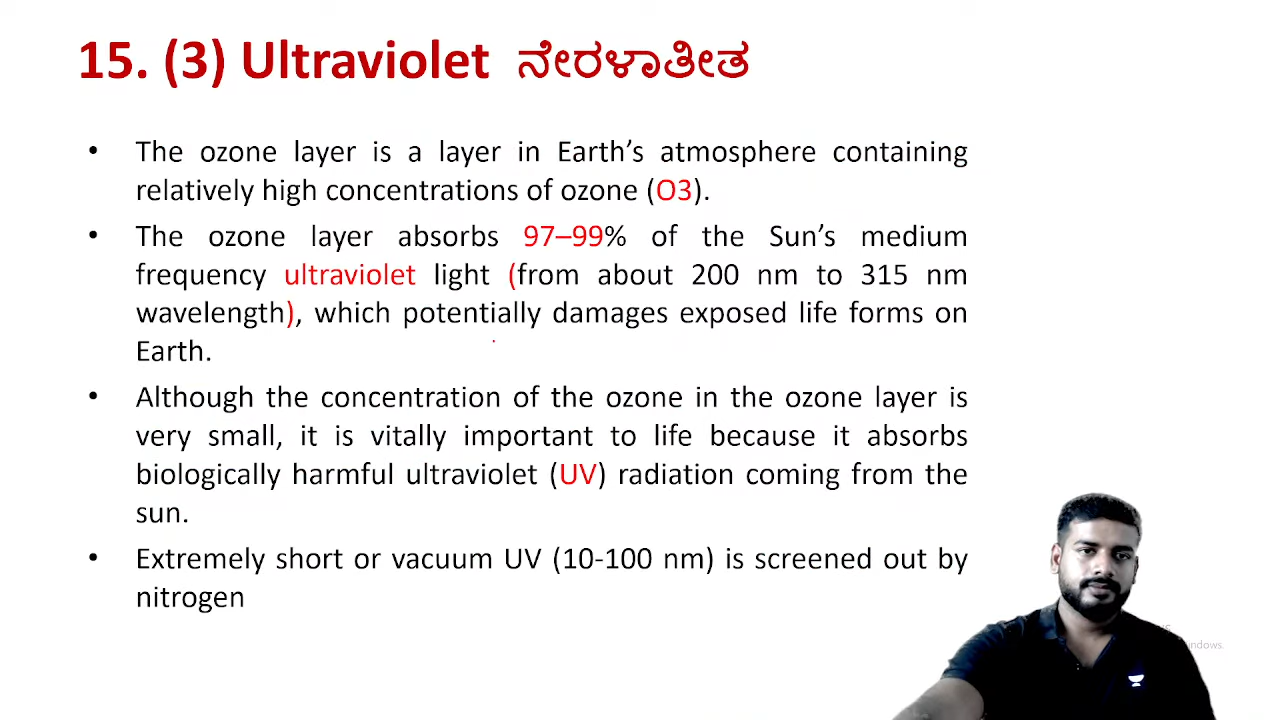 15. (3) Ultraviolet ನೇರಳಾತೀತ
• The ozone layer is a layer in Earth’s atmosphere containing
relatively high concentrations of ozone (O3).
• The ozone layer absorbs 97–99% of the Sun’s medium
frequency ultraviolet light (from about 200 nm to 315 nm
wavelength), which potentially damages exposed life forms on
Earth.
• Although the concentration of the ozone in the ozone layer is
very small, it is vitally important to life because it absorbs
biologically harmful ultraviolet (UV) radiation coming from the
sun.
• Extremely short or vacuum UV (10-100 nm) is screened out by
nitrogen